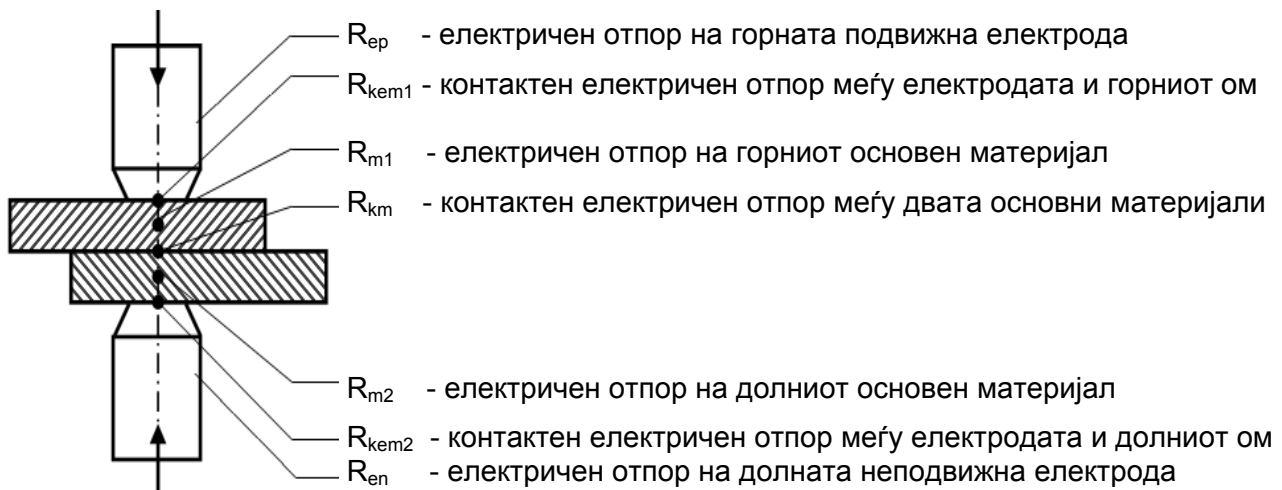 R_ep - електричен отпор на горната подвижна електрода
R_kem1 - контактен електричен отпор меѓу електродата и горниот ом
R_m1 - електричен отпор на горниот основен материјал
R_km - контактен електричен отпор меѓу двата основни материјали
R_m2 - електричен отпор на долниот основен материјал
R_kem2 - контактен електричен отпор меѓу електродата и долниот ом
R_en - електричен отпор на долната неподвижна електрода